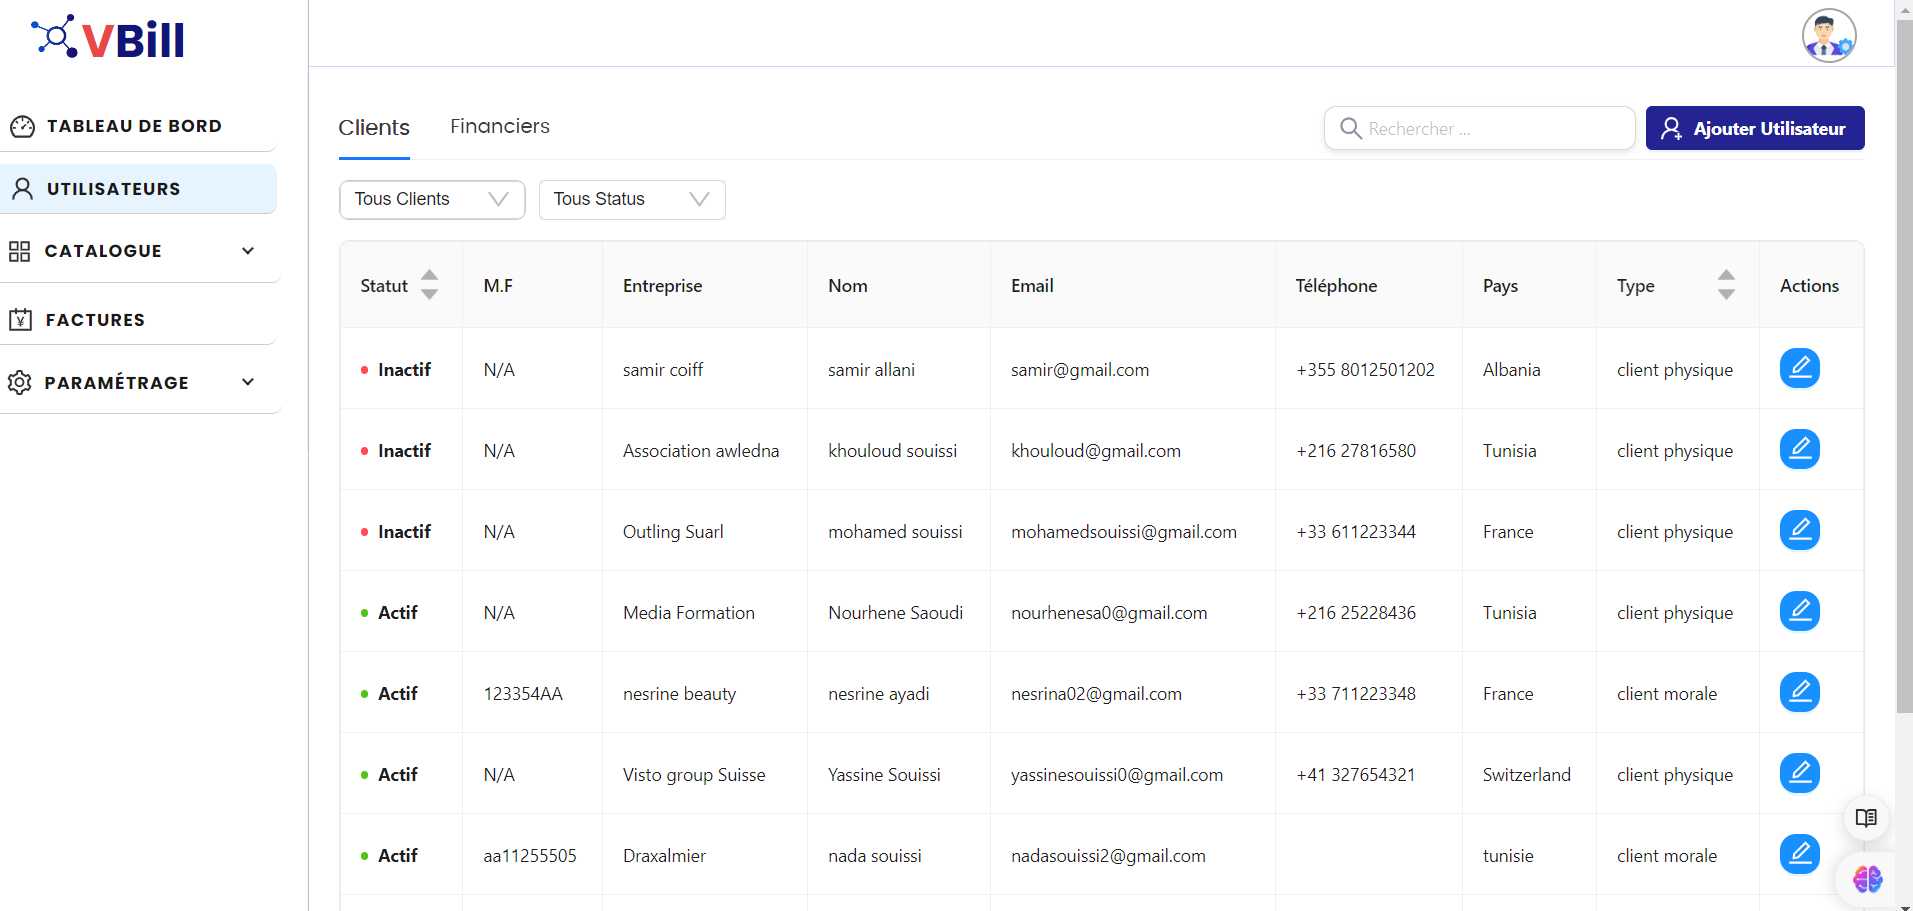 VBill
TABLEAU DE BORD
UTILISATEURS
CATALOGUE
FACTURES
PARAMÉTRAGE
Clients Financiers
Rechercher ...
Ajouter Utilisateur
Tous Clients Tous Status
Statut M.F Entreprise Nom Email Téléphone Pays Type Actions
Inactif N/A samir coiff samir allani samir@gmail.com +355 8012501202 Albania client physique
Inactif N/A Association awledna khouloud souissi khouloud@gmail.com +216 27816580 Tunisia client physique
Inactif N/A Outling Suarl mohamed souissi mohamedsouissi@gmail.com +33 611223344 France client physique
Actif N/A Media Formation Nourhene Saoudi nourhenesa0@gmail.com +216 25228436 Tunisia client physique
Actif 123354AA nesrine beauty nesrine ayadi nesrina02@gmail.com +33 711223348 France client morale
Actif N/A Visto group Suisse Yassine Souissi yassinesouissi0@gmail.com +41 327654321 Switzerland client physique
Actif aa11255505 Draxalmier nada souissi nadasouissi2@gmail.com tunisie client morale